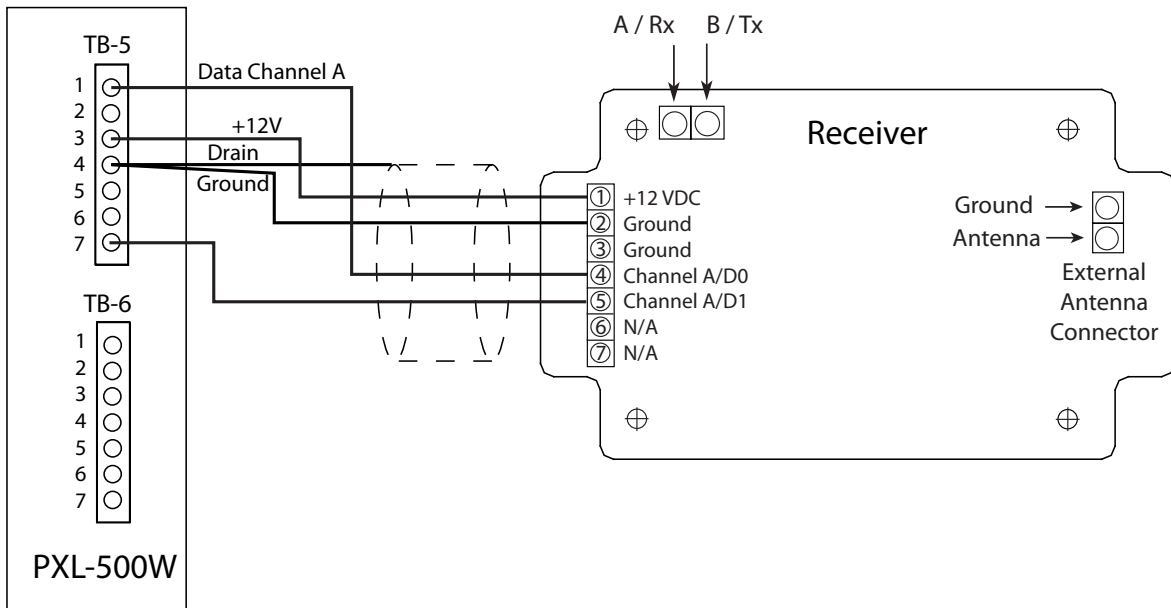 TB-5
1
2
3
4
5
6
7
Data Channel A
+12V
Drain
Ground
TB-6
1
2
3
4
5
6
7
PXL-500W
A / Rx
B / Tx
Receiver
1 +12 VDC
2 Ground
3 Ground
4 Channel A/D0
5 Channel A/D1
6 N/A
7 N/A
Ground
Antenna
External
Antenna
Connector